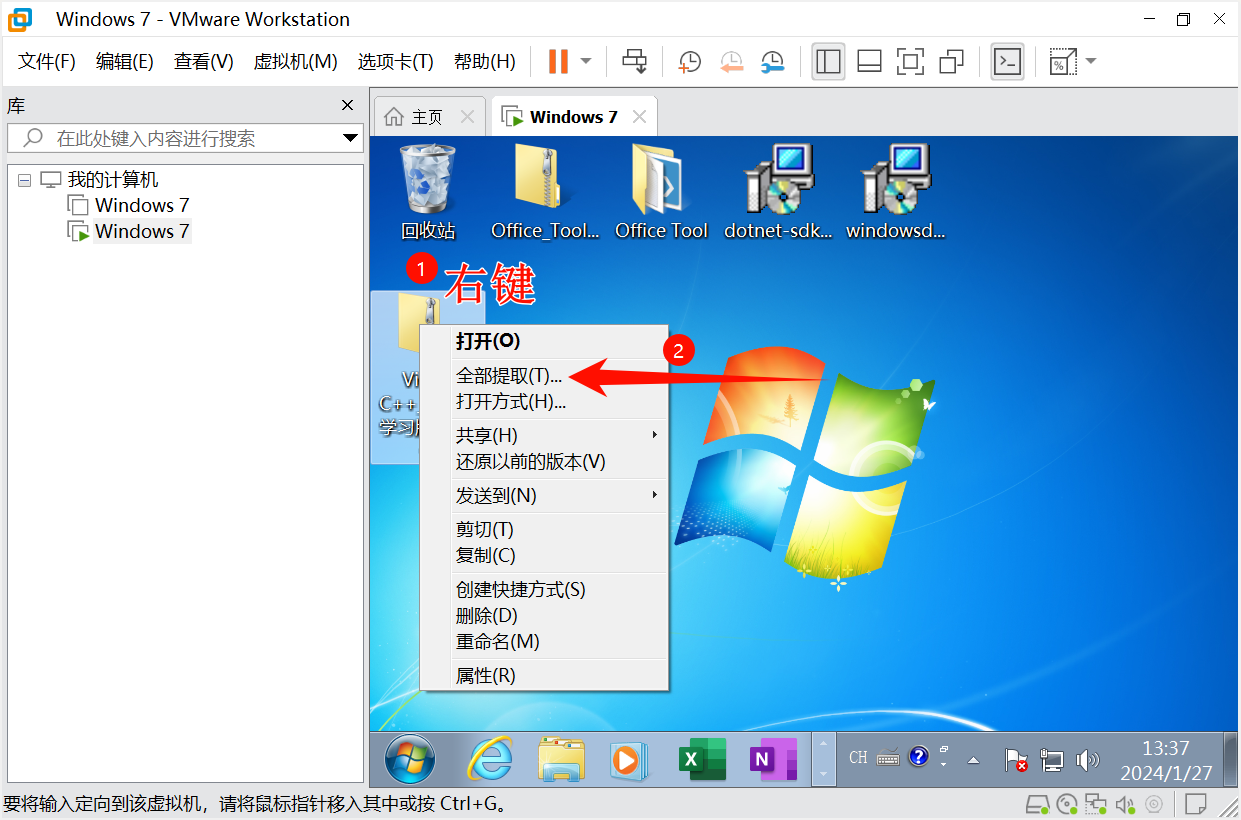 Windows 7 - VMware Workstation
文件(F) 编辑(E) 查看(V) 虚拟机(M) 选项卡(T) 帮助(H)
库
在此处键入内容进行搜索
我的计算机
Windows 7
Windows 7
主页
Windows 7
回收站
Office_Tool...
Office Tool
dotnet-sdk...
windowsd...
1
右键
Vi
C++_
学习
打开(O)
2
全部提取(T)...
打开方式(H)...
共享(H)
还原以前的版本(V)
发送到(N)
剪切(T)
复制(C)
创建快捷方式(S)
删除(D)
重命名(M)
属性(R)
CH
13:37
2024/1/27
要将输入定向到该虚拟机，请将鼠标指针移入其中或按 Ctrl+G。